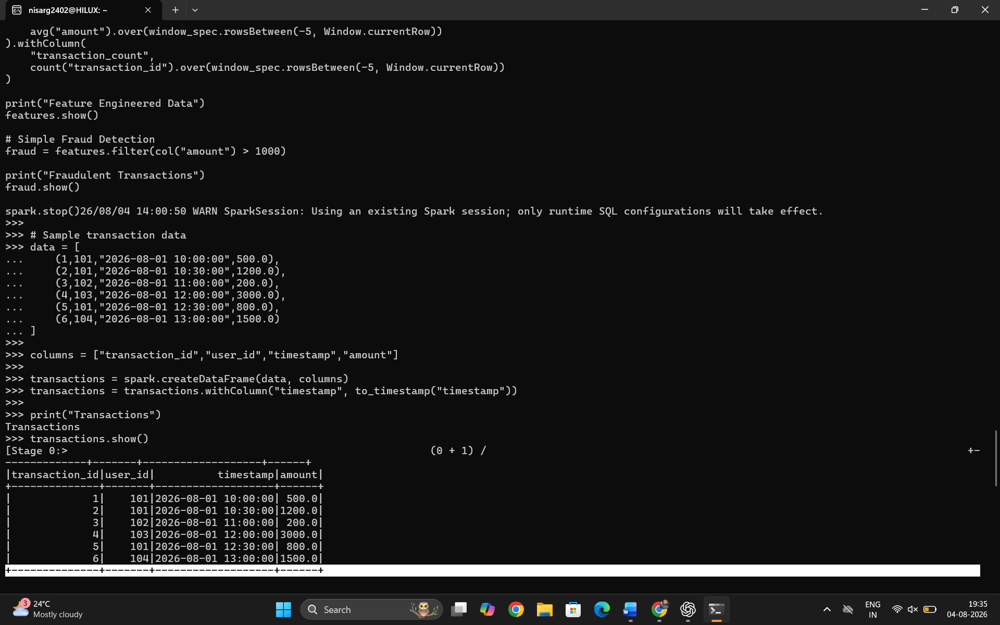 nisarg2402@HILUX: ~
    avg("amount").over(window_spec.rowsBetween(-5, Window.currentRow))
).withColumn(
    "transaction_count",
    count("transaction_id").over(window_spec.rowsBetween(-5, Window.currentRow))
)
print("Feature Engineered Data")
features.show()
# Simple Fraud Detection
fraud = features.filter(col("amount") > 1000)
print("Fraudulent Transactions")
fraud.show()
spark.stop()26/08/04 14:00:50 WARN SparkSession: Using an existing Spark session; only runtime SQL configurations will take effect.
>>>
>>> # Sample transaction data
>>> data = [
...     (1,101,"2026-08-01 10:00:00",500.0),
...     (2,101,"2026-08-01 10:30:00",1200.0),
...     (3,102,"2026-08-01 11:00:00",200.0),
...     (4,103,"2026-08-01 12:00:00",3000.0),
...     (5,101,"2026-08-01 12:30:00",800.0),
...     (6,104,"2026-08-01 13:00:00",1500.0)
... ]
>>>
>>> columns = ["transaction_id","user_id","timestamp","amount"]
>>>
>>> transactions = spark.createDataFrame(data, columns)
>>> transactions = transactions.withColumn("timestamp", to_timestamp("timestamp"))
>>>
>>> print("Transactions")
Transactions
>>> transactions.show()
[Stage 0:>                                                          (0 + 1) /                                                                             +-
-------------+-------+-------------------+------+
|transaction_id|user_id|          timestamp|amount|
+--------------+-------+-------------------+------+
|             1|    101|2026-08-01 10:00:00| 500.0|
|             2|    101|2026-08-01 10:30:00|1200.0|
|             3|    102|2026-08-01 11:00:00| 200.0|
|             4|    103|2026-08-01 12:00:00|3000.0|
|             5|    101|2026-08-01 12:30:00| 800.0|
|             6|    104|2026-08-01 13:00:00|1500.0|
+--------------+-------+-------------------+------+
3
24°C
Mostly cloudy
Search
ENG
IN
19:35
04-08-2026